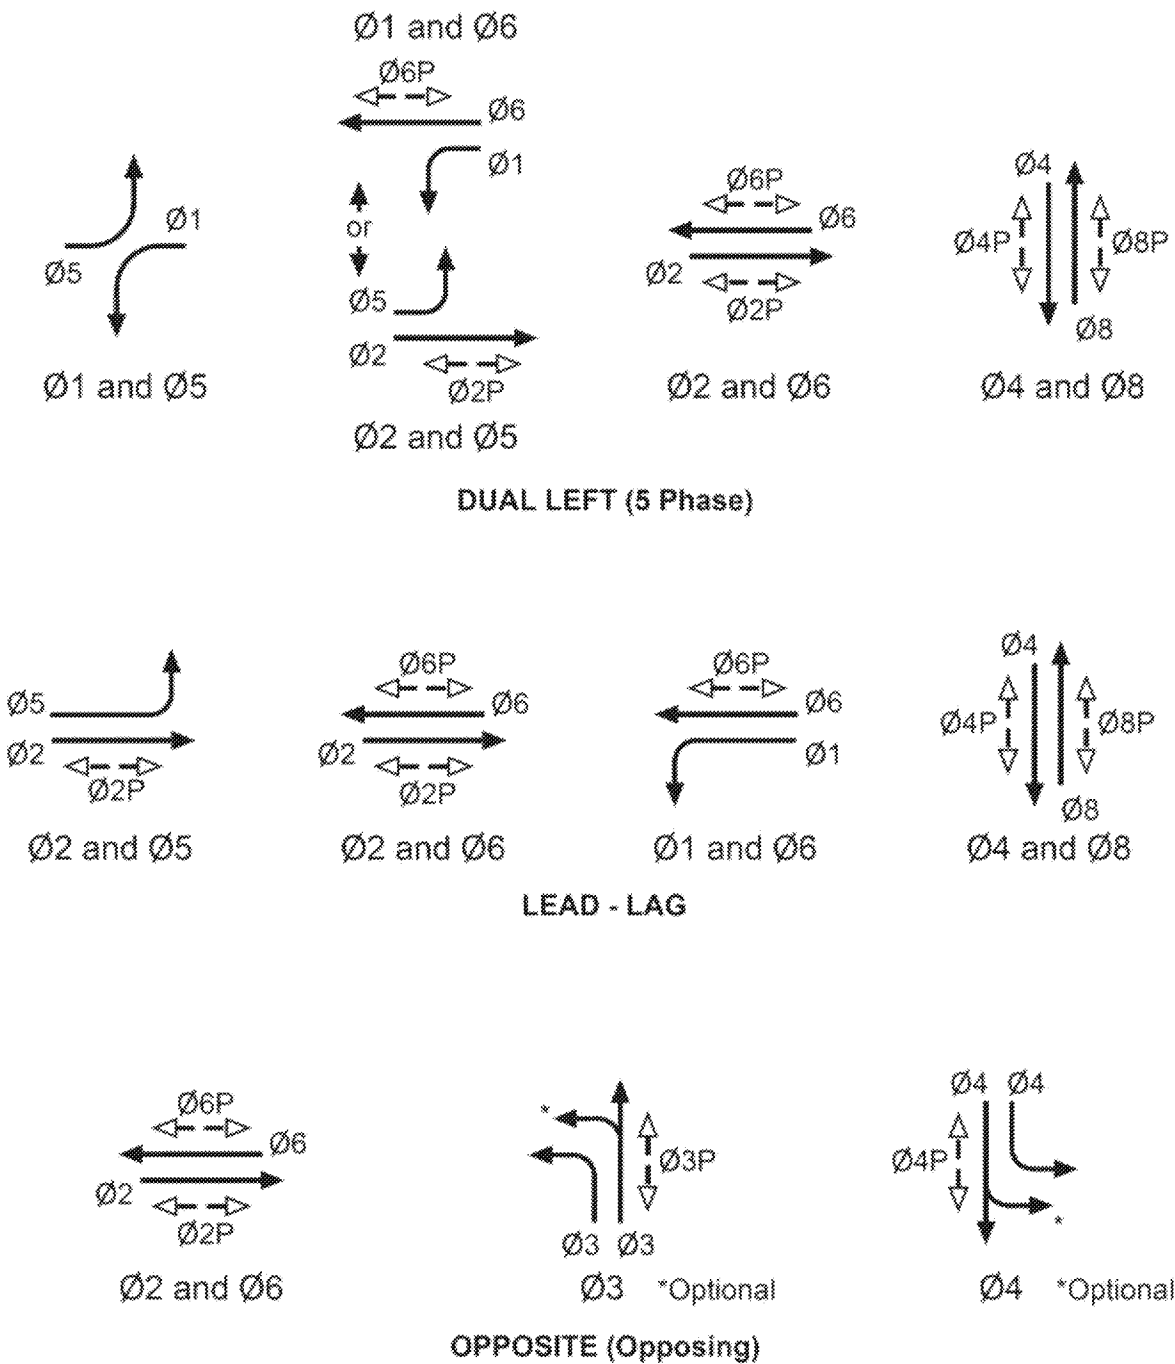 Ø1 and Ø6
Ø6P
Ø6
Ø1
or
Ø5
Ø2
Ø2P
Ø2 and Ø5
Ø1
Ø5
Ø1 and Ø5
Ø6P
Ø6
Ø2
Ø2P
Ø2 and Ø6
Ø4
Ø4P
Ø8P
Ø8
Ø4 and Ø8
DUAL LEFT (5 Phase)
Ø5
Ø2
Ø2P
Ø2 and Ø5
Ø6P
Ø6
Ø2
Ø2P
Ø2 and Ø6
Ø6P
Ø6
Ø1
Ø1 and Ø6
Ø4
Ø4P
Ø8P
Ø8
Ø4 and Ø8
LEAD - LAG
Ø6P
Ø6
Ø2
Ø2P
Ø2 and Ø6
*
Ø3P
Ø3 Ø3
Ø3 *Optional
Ø4 Ø4
Ø4P
*
Ø4 *Optional
OPPOSITE (Opposing)